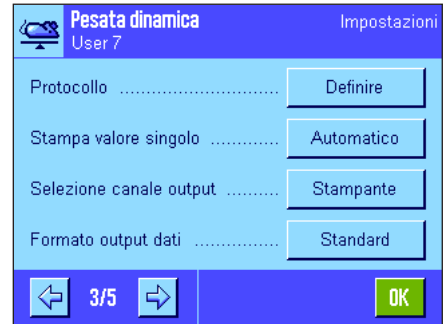 Pesata dinamica Impostazioni
User 7
Protocollo .............................. Definire
Stampa valore singolo ............. Automatico
Selezione canale output .......... Stampante
Formato output dati ................ Standard
3/5 OK